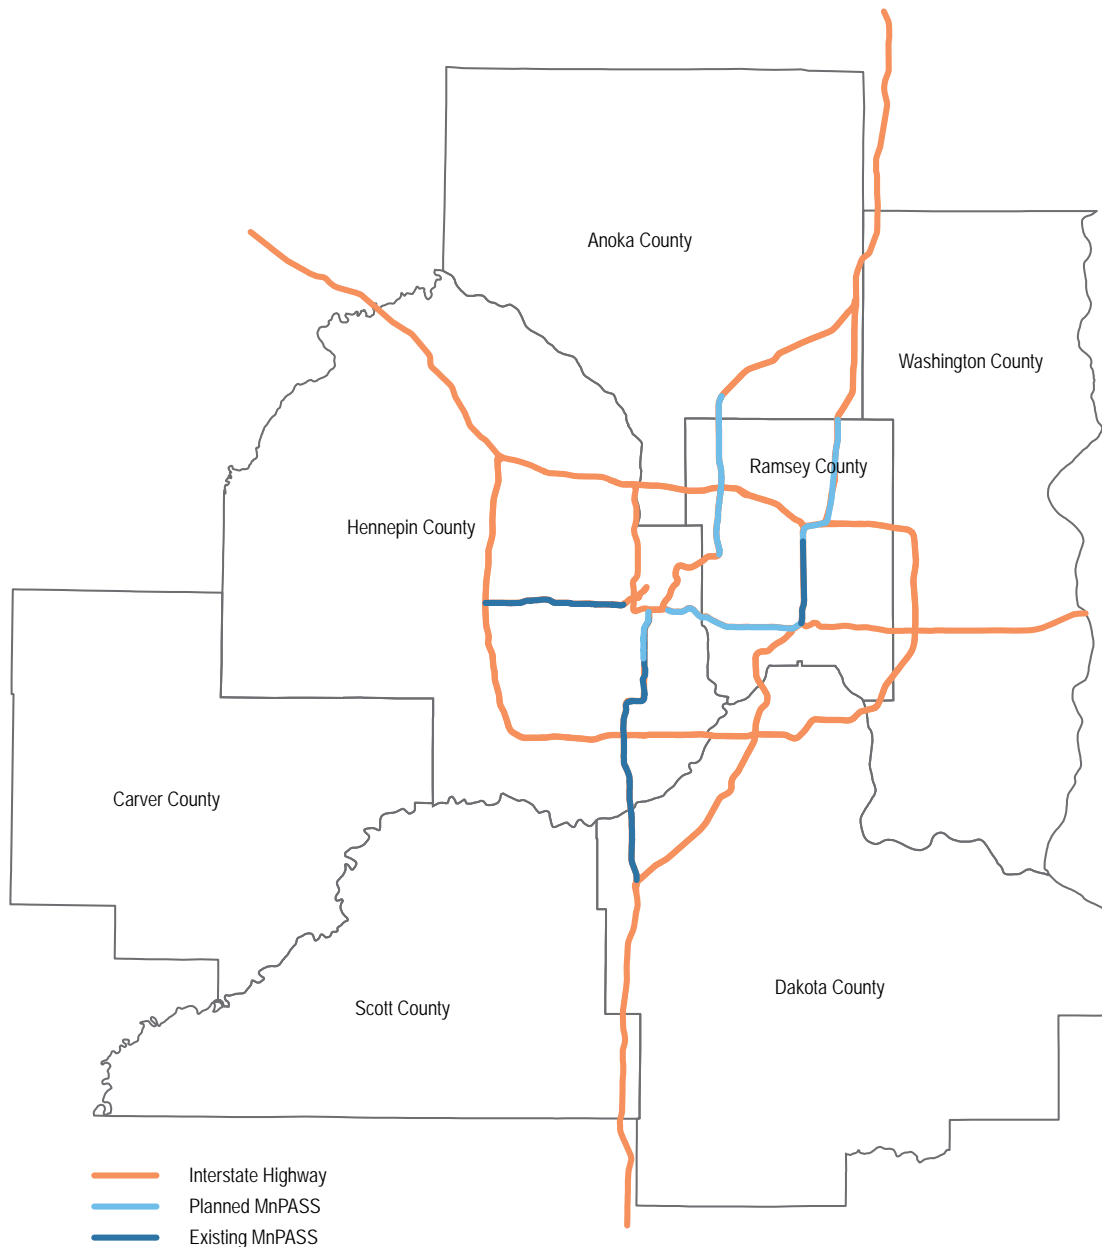 Anoka County
Washington County
Ramsey County
Hennepin County
Carver County
Dakota County
Scott County
Interstate Highway
Planned MnPASS
Existing MnPASS